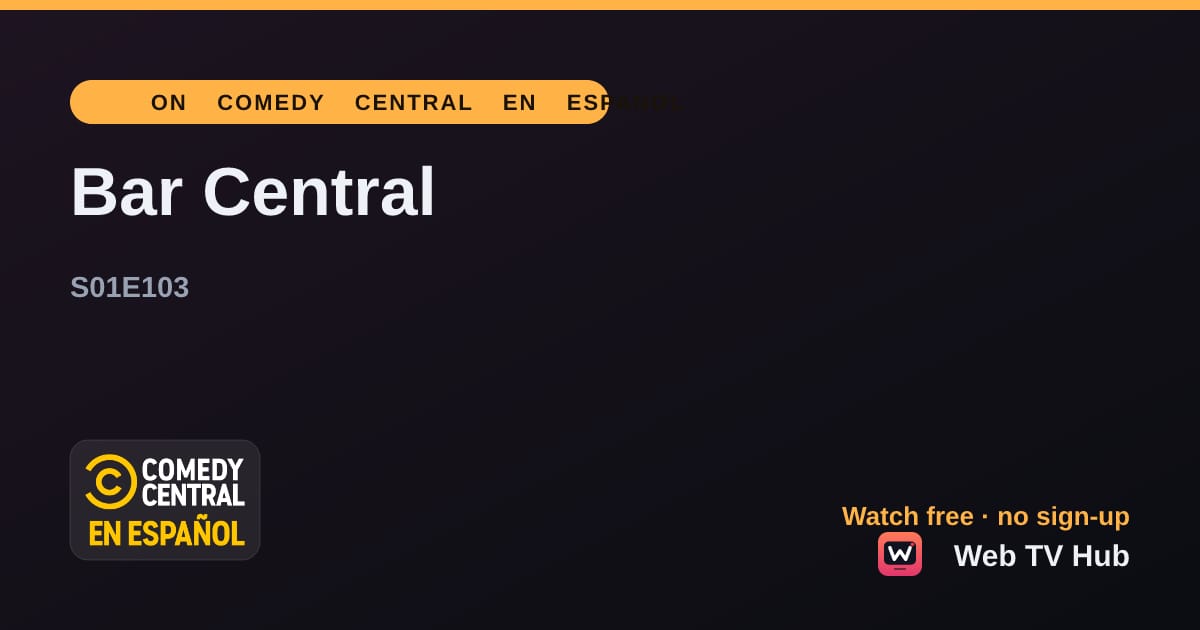 ON COMEDY CENTRAL EN ESPAÑOL
Bar Central
S01E103
COMEDY
CENTRAL
EN ESPAÑOL
Watch free · no sign-up
W
Web TV Hub